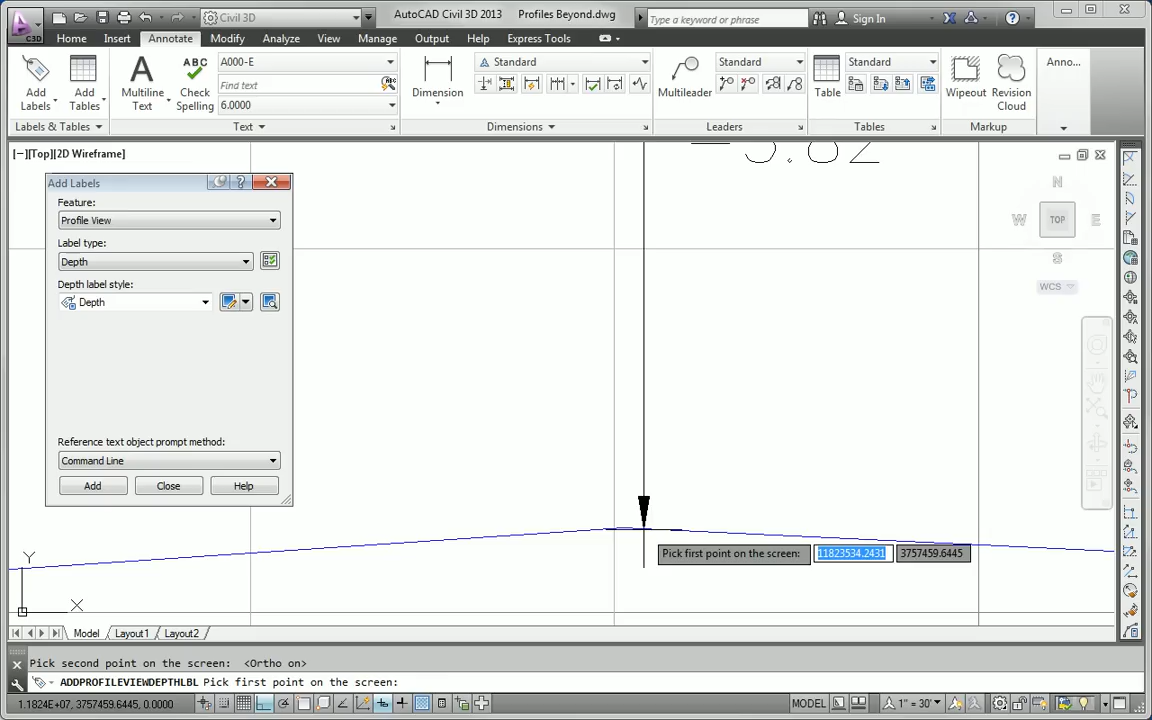 Civil 3D
AutoCAD Civil 3D 2013
Profiles Beyond.dwg
Type a keyword or phrase
Sign In
C3D
Home
Insert
Annotate
Modify
Analyze
View
Manage
Output
Help
Express Tools
Add
Labels
Add
Tables
Labels & Tables
Multiline
Text
ABC
Check
Spelling
A000-E
Find text
6.0000
Text
Dimension
Standard
Dimensions
Multileader
Standard
Leaders
Table
Standard
Tables
Wipeout
Revision
Cloud
Markup
Anno...
[−][Top][2D Wireframe]
N
W
TOP
E
S
WCS
Add Labels
Feature:
Profile View
Label type:
Depth
Depth label style:
Depth
Reference text object prompt method:
Command Line
Add
Close
Help
Pick first point on the screen:
11823534.2431
3757459.6445
Y
X
Model
Layout1
Layout2
Pick second point on the screen:  <Ortho on>
ADDPROFILEVIEWDEPTHLBL Pick first point on the screen:
1.1824E+07, 3757459.6445, 0.0000
MODEL
1" = 30'